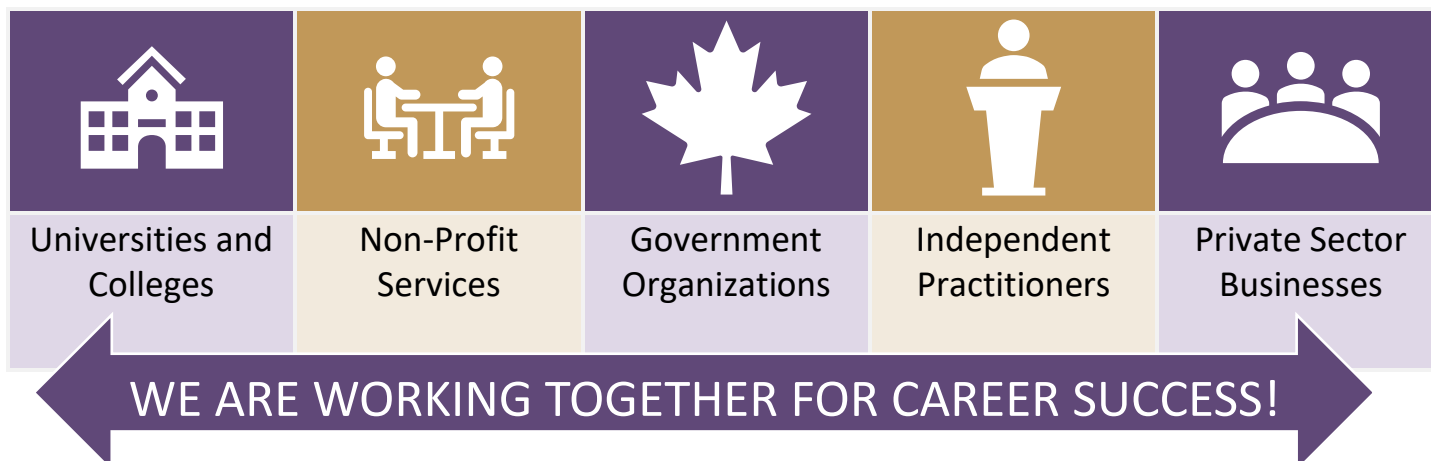 Universities and
Colleges
Non-Profit
Services
Government
Organizations
Independent
Practitioners
Private Sector
Businesses
WE ARE WORKING TOGETHER FOR CAREER SUCCESS!